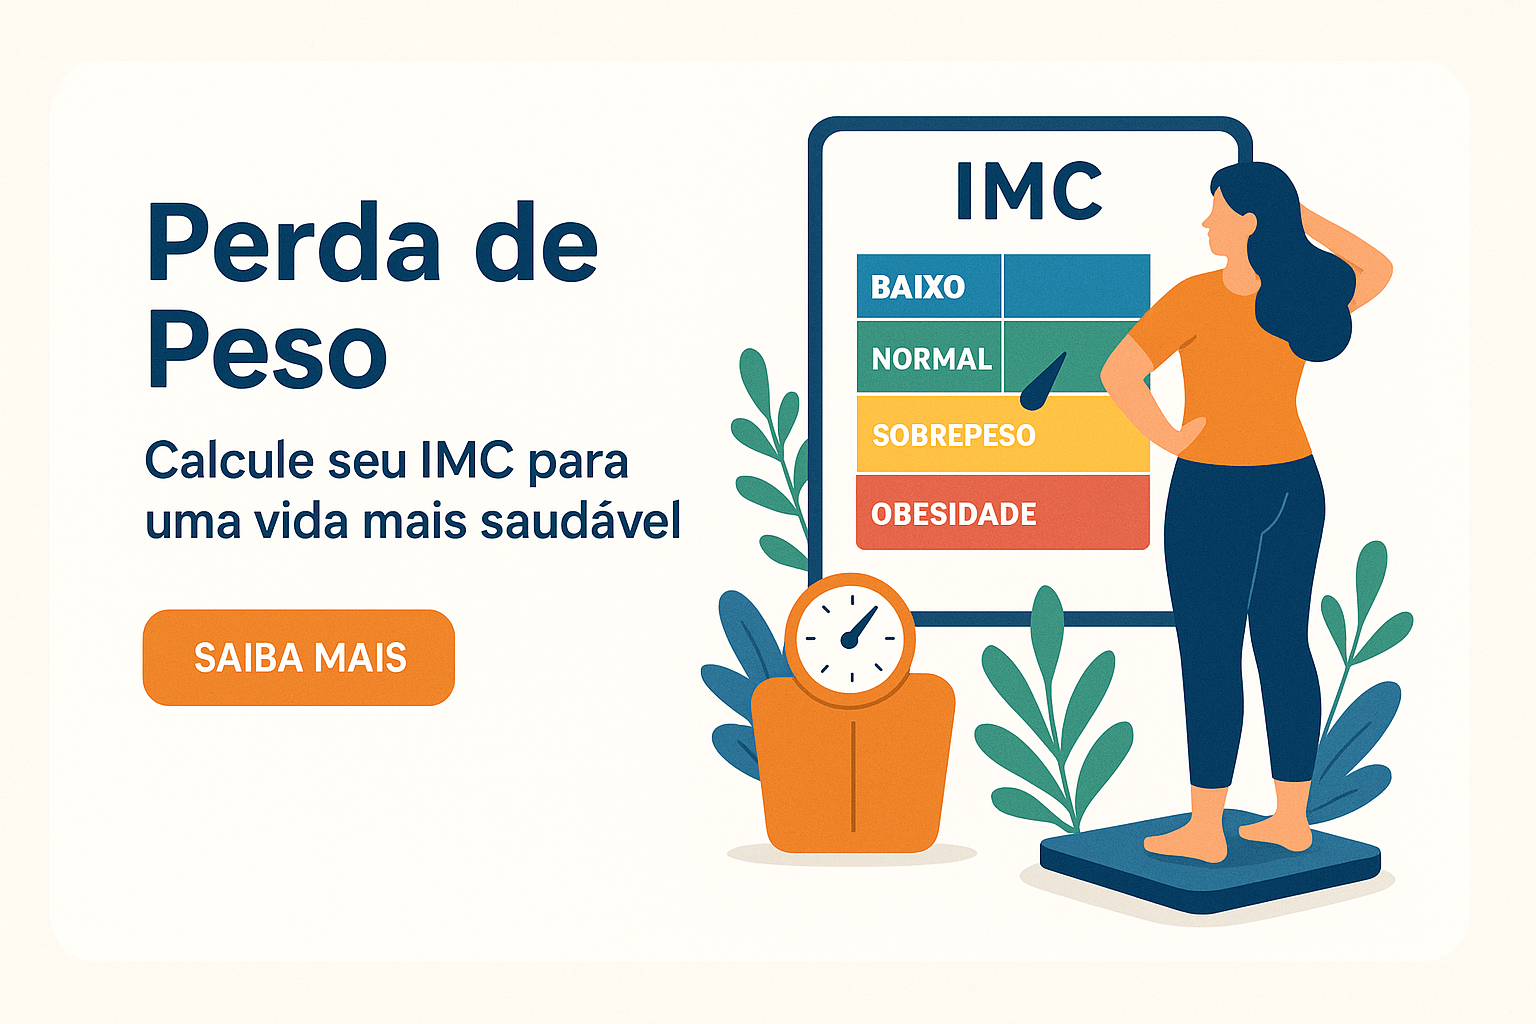 Perda de
Peso
Calcule seu IMC para
uma vida mais saudável
SAIBA MAIS
IMC
BAIXO
NORMAL
SOBREPESO
OBESIDADE